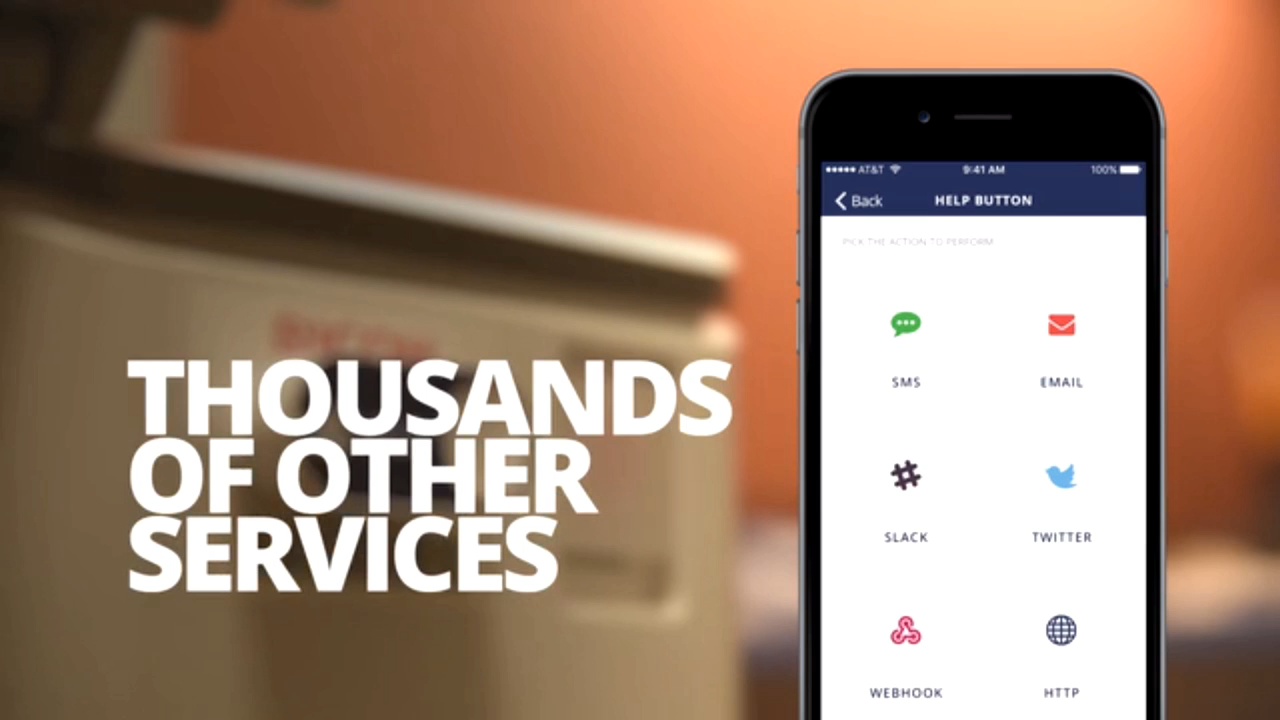 THOUSANDS
OF OTHER
SERVICES
AT&T 9:41 AM 100%
Back HELP BUTTON
PICK THE ACTION TO PERFORM
SMS EMAIL
SLACK TWITTER
WEBHOOK HTTP